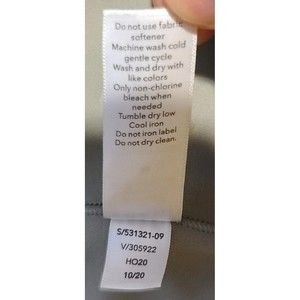 Do not use fabric
softener
Machine wash cold
gentle cycle
Wash and dry with
like colors
Only non-chlorine
bleach when
needed
Tumble dry low
Cool iron
Do not iron label
Do not dry clean.
S/531321-09
V/305922
HO20
10/20